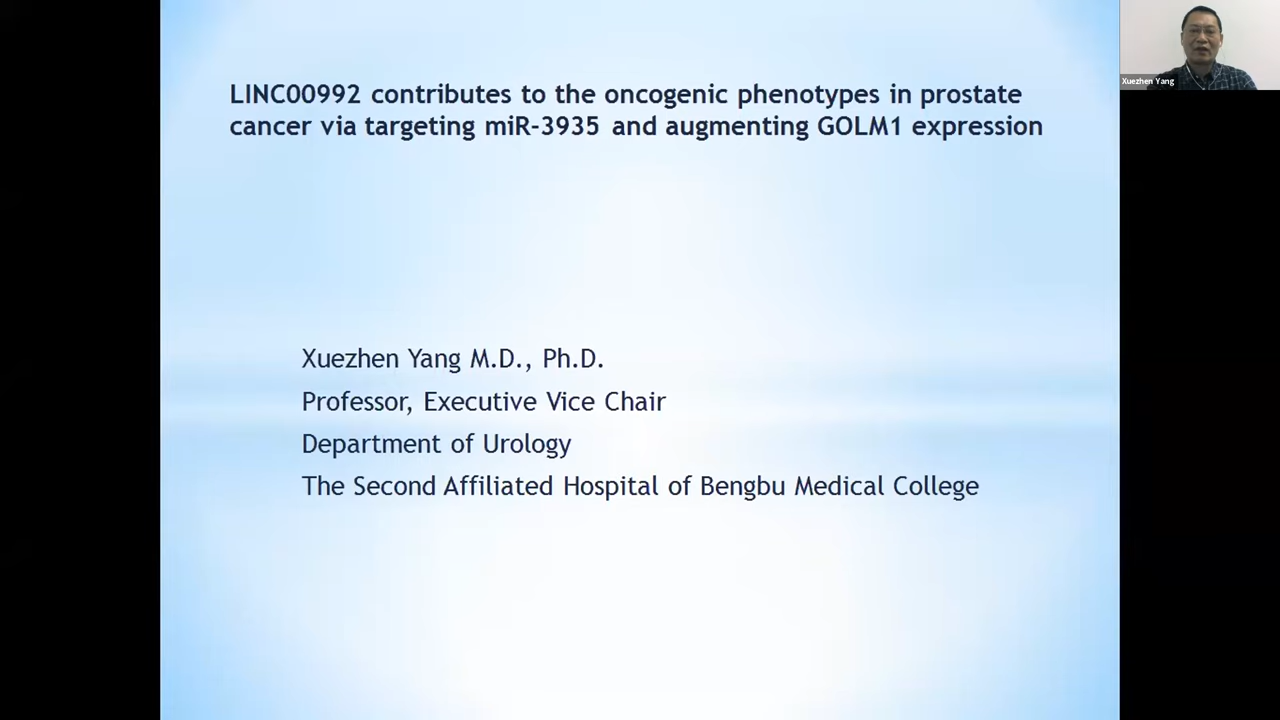 LINC00992 contributes to the oncogenic phenotypes in prostate
cancer via targeting miR-3935 and augmenting GOLM1 expression
Xuezhen Yang
Xuezhen Yang M.D., Ph.D.
Professor, Executive Vice Chair
Department of Urology
The Second Affiliated Hospital of Bengbu Medical College